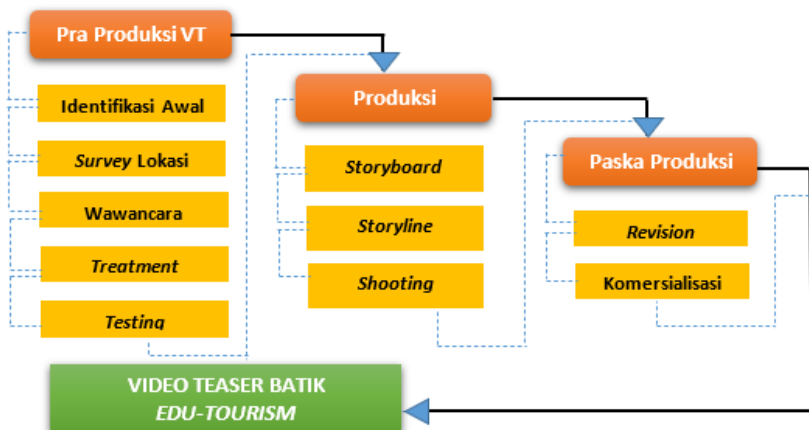 Pra Produksi VT
Identifikasi Awal
Survey Lokasi
Wawancara
Treatment
Testing
Produksi
Storyboard
Storyline
Shooting
Paska Produksi
Revision
Komersialisasi
VIDEO TEASER BATIK
EDU-TOURISM